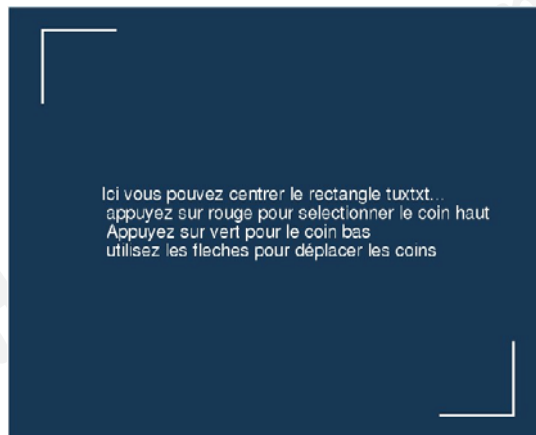 Ici vous pouvez centrer le rectangle tuxtxt...
appuyez sur rouge pour selectionner le coin haut
Appuyez sur vert pour le coin bas
utilisez les fleches pour déplacer les coins